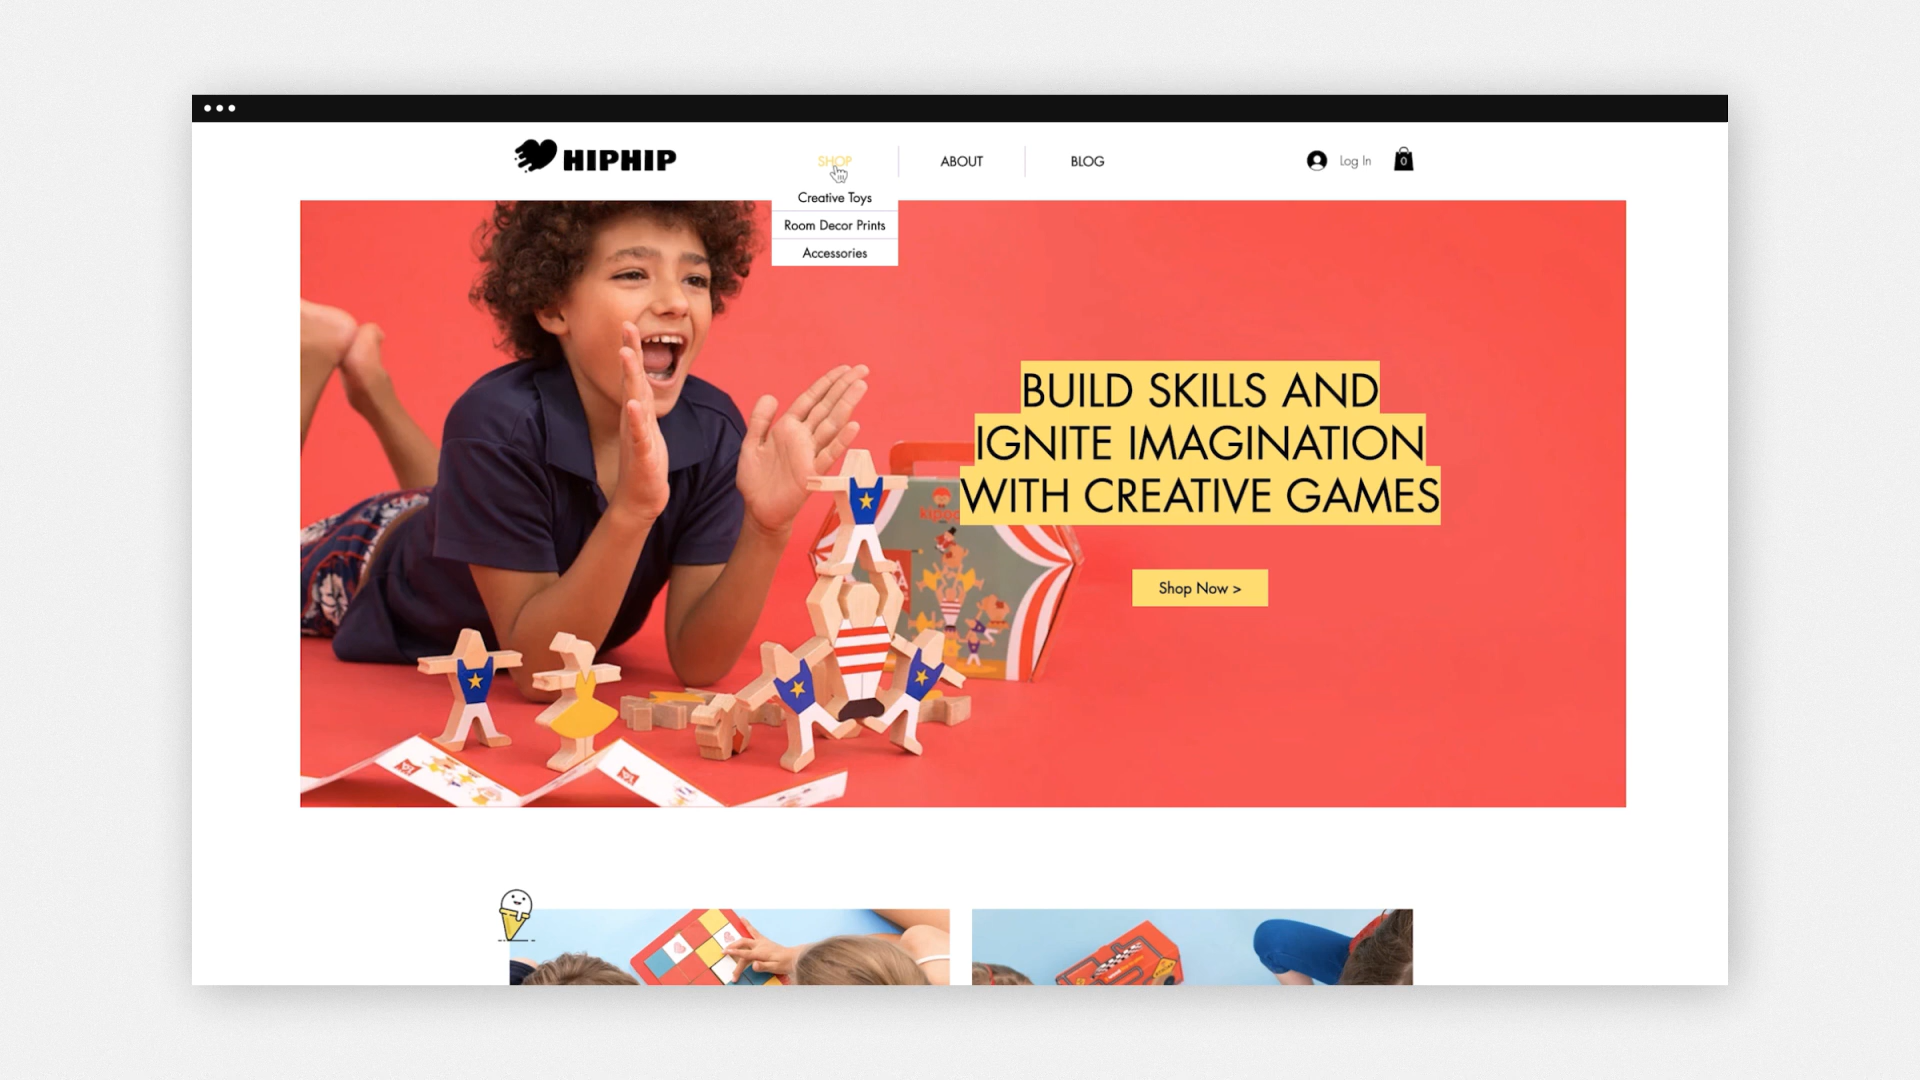 HIPHIP
SHOP
ABOUT
BLOG
Log In
0
Creative Toys
Room Decor Prints
Accessories
BUILD SKILLS AND
IGNITE IMAGINATION
WITH CREATIVE GAMES
Shop Now >